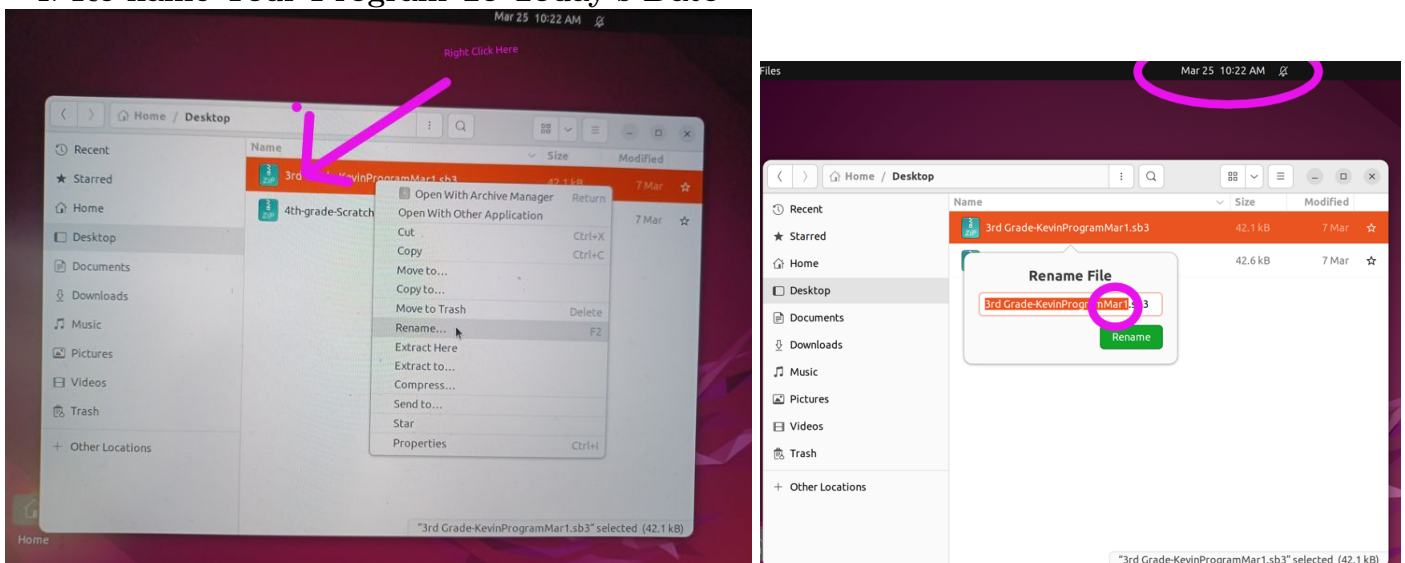 Mar 25 10:22 AM
Right Click Here
Home / Desktop
Recent
Starred
Home
Desktop
Documents
Downloads
Music
Pictures
Videos
Trash
+ Other Locations
Name Size Modified
ZIP 42.1 kB 7 Mar
ZIP 4th-grade-Scratch 7 Mar
Open With Archive Manager Return
Open With Other Application
Cut Ctrl+X
Copy Ctrl+C
Move to...
Copy to...
Move to Trash Delete
Rename... F2
Extract Here
Extract to...
Compress...
Send to...
Star
Properties Ctrl+I
"3rd Grade-KevinProgramMar1.sb3" selected (42.1 kB)
Home
Files
Mar 25 10:22 AM
Home / Desktop
Recent
Starred
Home
Desktop
Documents
Downloads
Music
Pictures
Videos
Trash
+ Other Locations
Name Size Modified
ZIP 3rd Grade-KevinProgramMar1.sb3 42.1 kB 7 Mar
42.6 kB 7 Mar
Rename File
3rd Grade-KevinProgramMar1.sb3
Rename
"3rd Grade-KevinProgramMar1.sb3" selected (42.1 kB)